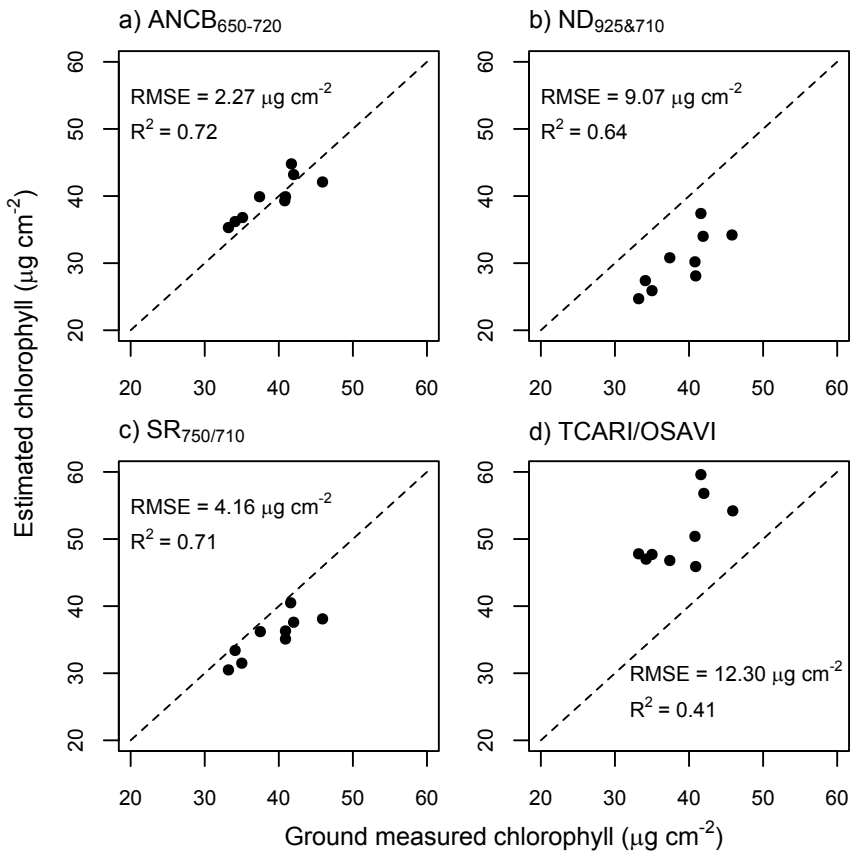 a) ANCB650-720
RMSE = 2.27 μg cm-2
R2 = 0.72
20 30 40 50 60
20 30 40 50 60
b) ND925&710
RMSE = 9.07 μg cm-2
R2 = 0.64
20 30 40 50 60
20 30 40 50 60
Estimated chlorophyll (μg cm-2)
c) SR750/710
RMSE = 4.16 μg cm-2
R2 = 0.71
20 30 40 50 60
20 30 40 50 60
d) TCARI/OSAVI
RMSE = 12.30 μg cm-2
R2 = 0.41
20 30 40 50 60
20 30 40 50 60
Ground measured chlorophyll (μg cm-2)